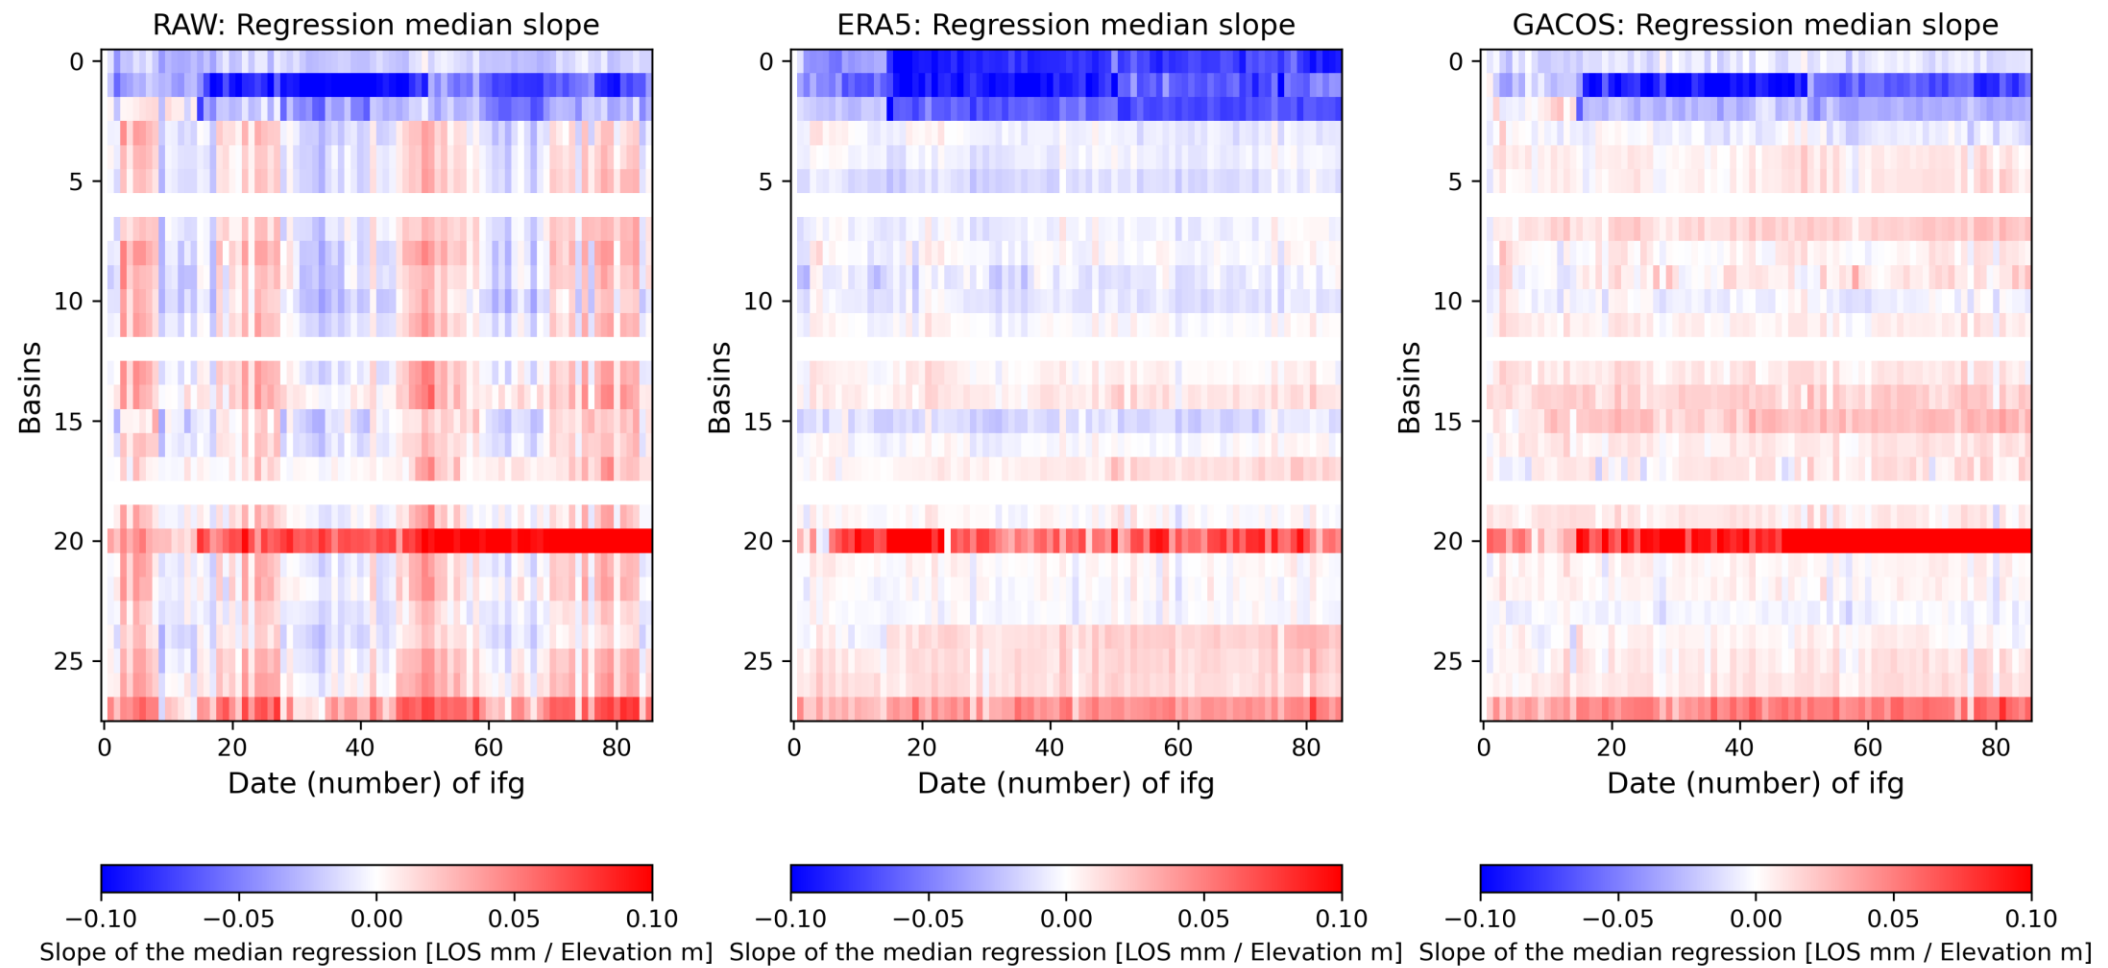 RAW: Regression median slope
0
5
10
15
20
25
Basins
0 20 40 60 80
Date (number) of ifg
−0.10 −0.05 0.00 0.05 0.10
Slope of the median regression [LOS mm / Elevation m]
ERA5: Regression median slope
0
5
10
15
20
25
Basins
0 20 40 60 80
Date (number) of ifg
−0.10 −0.05 0.00 0.05 0.10
Slope of the median regression [LOS mm / Elevation m]
GACOS: Regression median slope
0
5
10
15
20
25
Basins
0 20 40 60 80
Date (number) of ifg
−0.10 −0.05 0.00 0.05 0.10
Slope of the median regression [LOS mm / Elevation m]